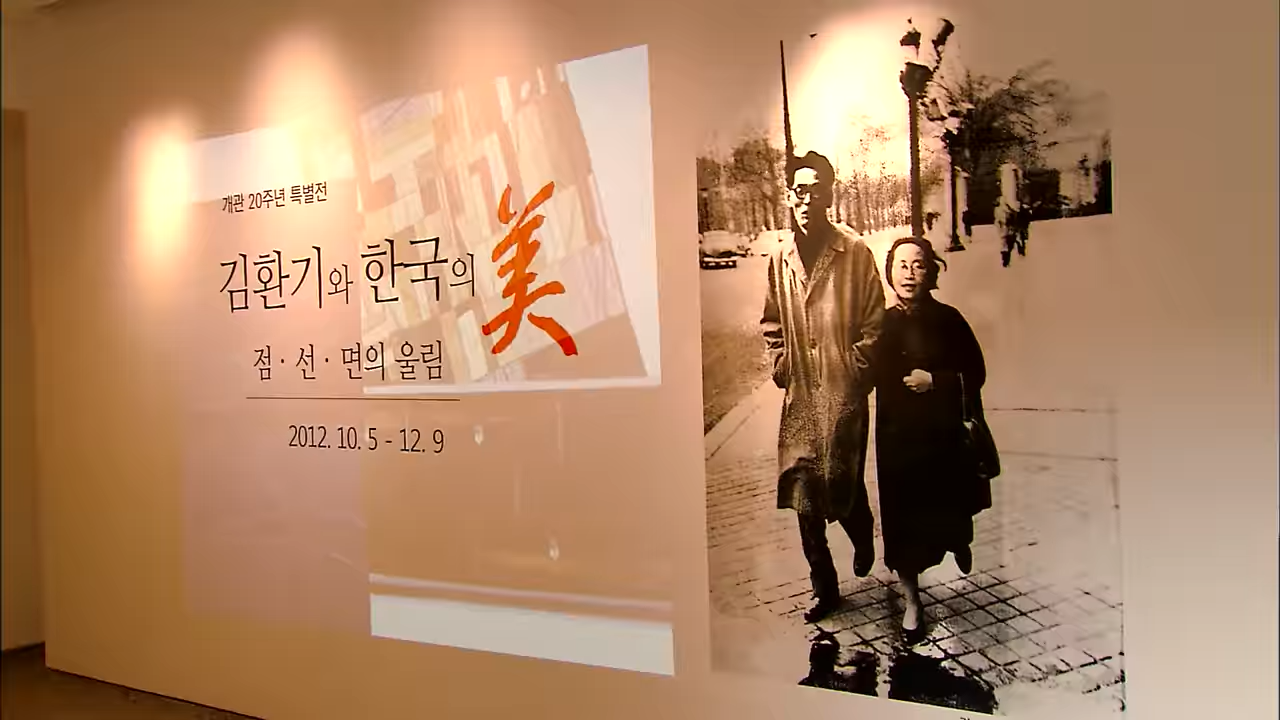 개관 20주년 특별전
김환기와 한국의 美
점·선·면의 울림
2012. 10. 5 - 12. 9